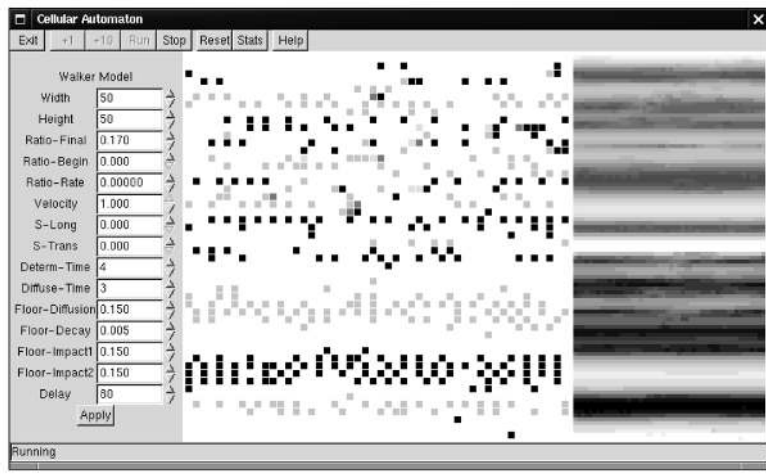 Cellular Automaton
Exit +1 +10 Run Stop Reset Stats Help
Walker Model
Width 50
Height 50
Ratio-Final 0.170
Ratio-Begin 0.000
Ratio-Rate 0.00000
Velocity 1.000
S-Long 0.000
S-Trans 0.000
Determ-Time 4
Diffuse-Time 3
Floor-Diffusion 0.150
Floor-Decay 0.005
Floor-Impact1 0.150
Floor-Impact2 0.150
Delay 80
Apply
Running